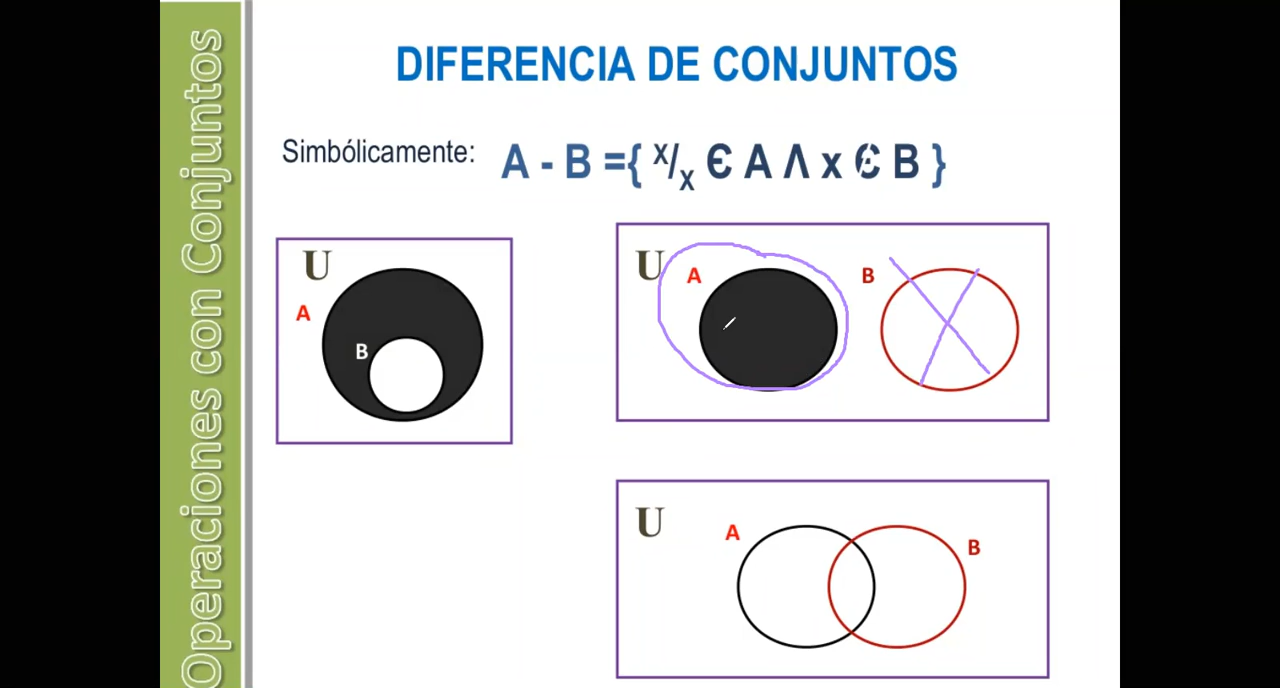 Operaciones con Conjuntos
DIFERENCIA DE CONJUNTOS
Simbólicamente:
A - B ={ x/x Є A Λ x ∉ B }
U
A
B
U
A
B
U
A
B